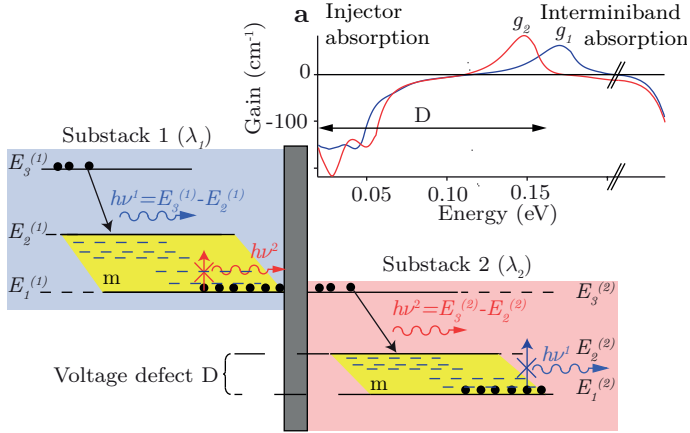 a
Injector absorption
Interminiband absorption
g₂
g₁
Gain (cm⁻¹)
0
-100
D
0.05
0.10
0.15
Energy (eV)
Substack 1 (λ₁)
E₃⁽¹⁾
hν¹=E₃⁽¹⁾-E₂⁽¹⁾
E₂⁽¹⁾
hν²
m
E₁⁽¹⁾
Substack 2 (λ₂)
E₃⁽²⁾
hν²=E₃⁽²⁾-E₂⁽²⁾
E₂⁽²⁾
hν¹
Voltage defect D
m
E₁⁽²⁾